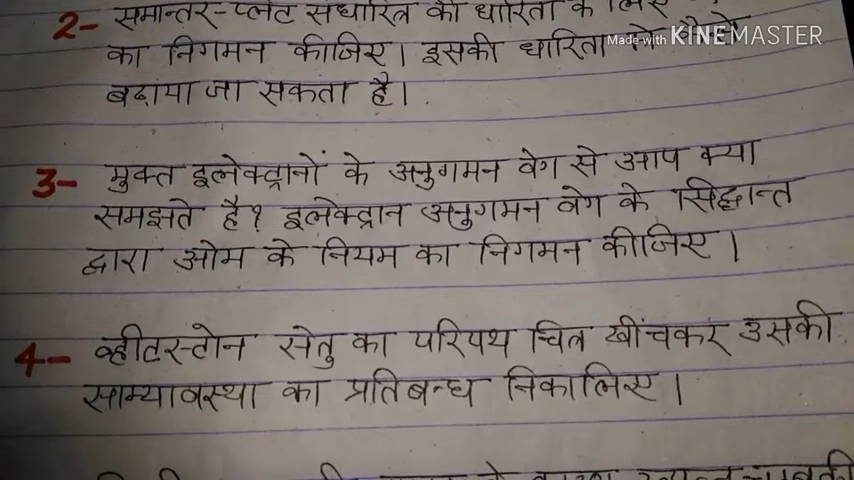 2- समान्तर-प्लेट संधारित्र की धारिता के लिए
का निगमन कीजिए। इसकी धारिता
Made with KINEMASTER
बढ़ाया जा सकता है।
3- मुक्त इलेक्ट्रानों के अनुगमन वेग से आप क्या
समझते है? इलेक्ट्रान अनुगमन वेग के सिद्धान्त
द्वारा ओम के नियम का निगमन कीजिए।
4- व्हीटस्टोन सेतु का परिपथ चित्र खींचकर उसकी
साम्यावस्था का प्रतिबन्ध निकालिए।